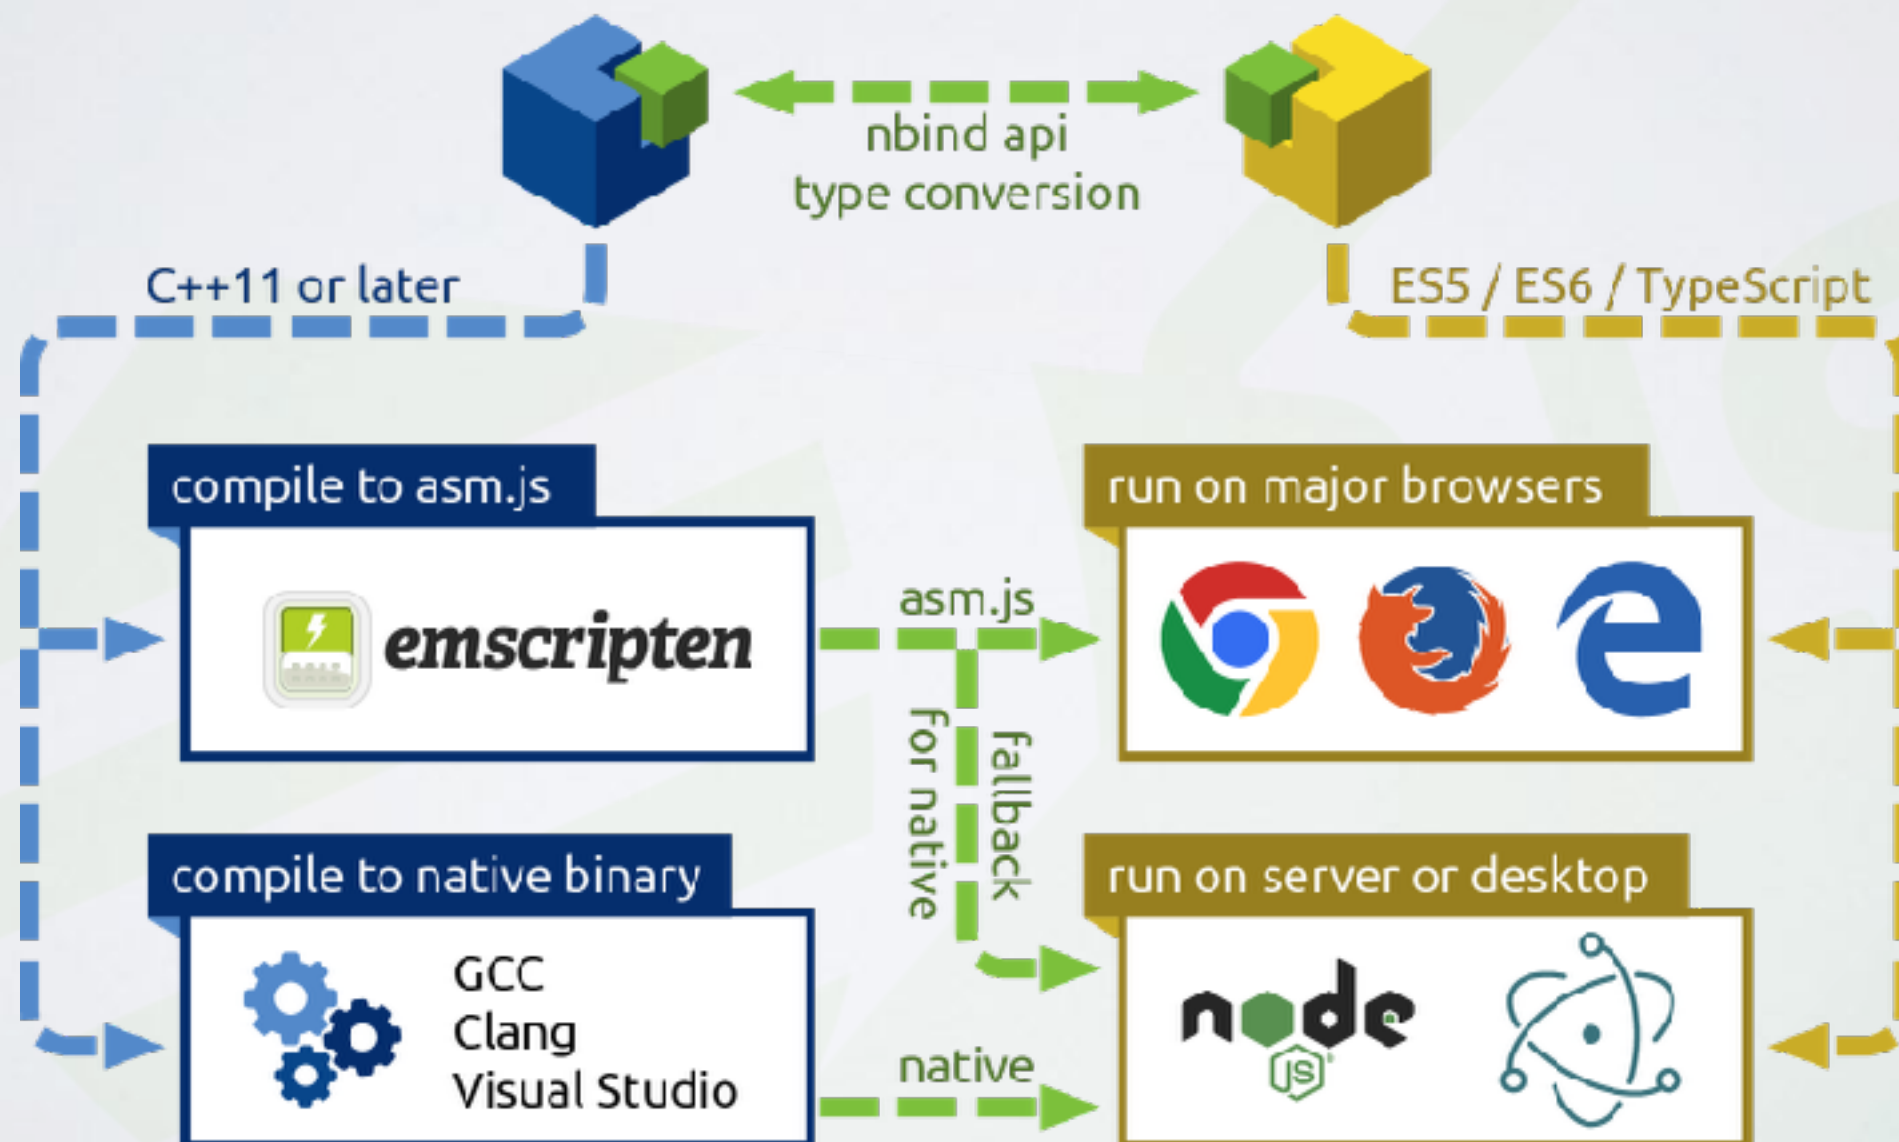 nbind api
type conversion
C++11 or later
ES5 / ES6 / TypeScript
compile to asm.js
run on major browsers
emscripten
asm.js
for native
fallback
compile to native binary
run on server or desktop
GCC
Clang
Visual Studio
native
node
JS